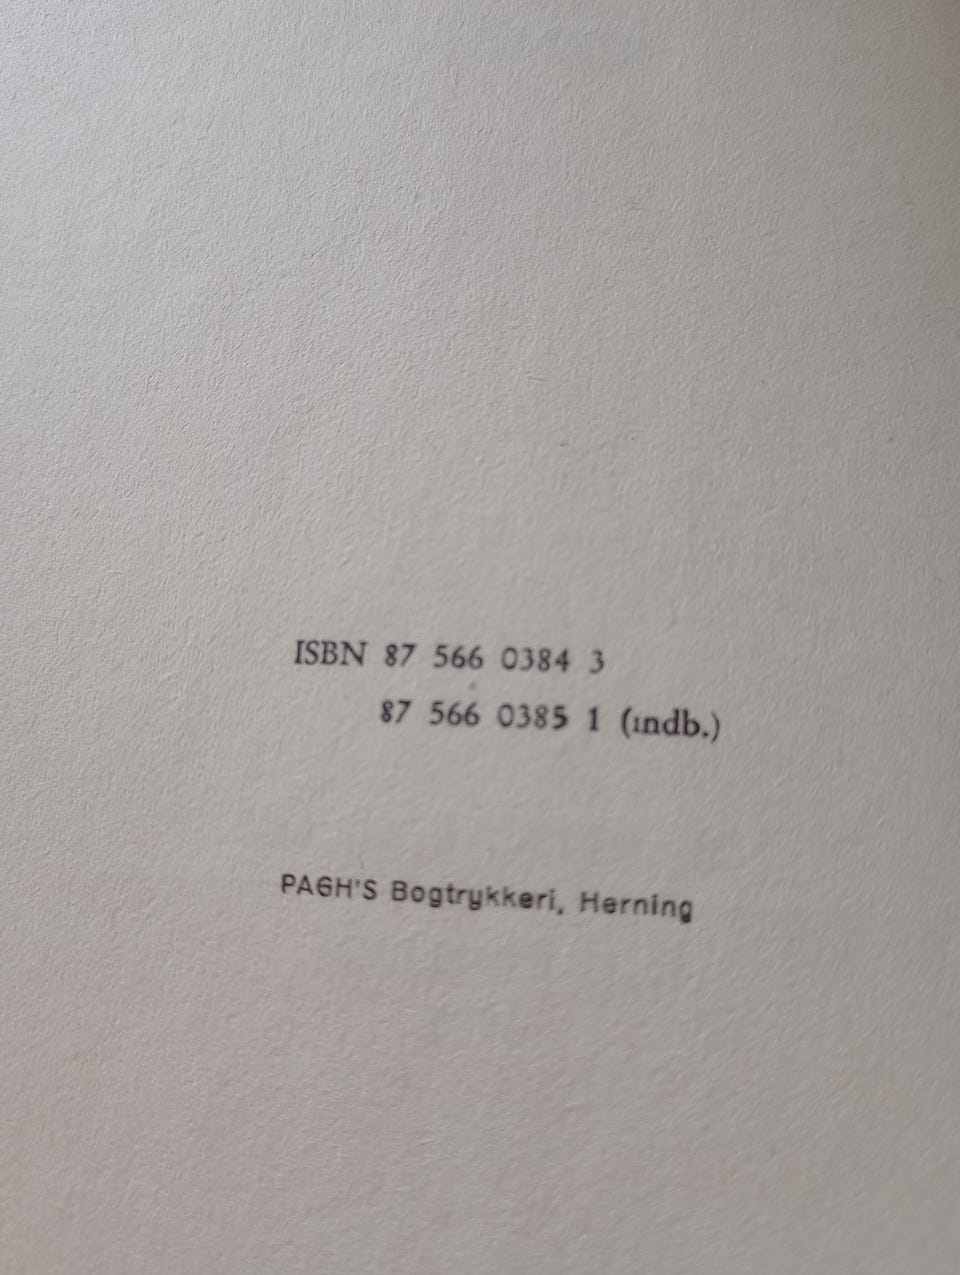 ISBN 87 566 0384 3
87 566 0385 1 (indb.)
PAGH'S Bogtrykkeri, Herning